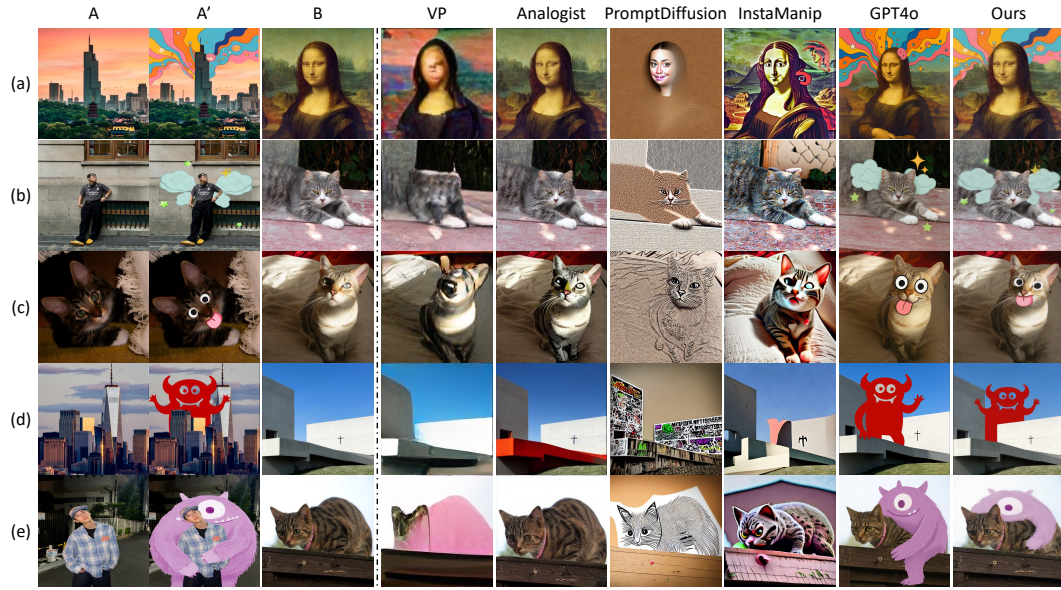 A A' B VP Analogist PromptDiffusion InstaManip GPT4o Ours
(a)
(b)
(c)
(d)
(e)